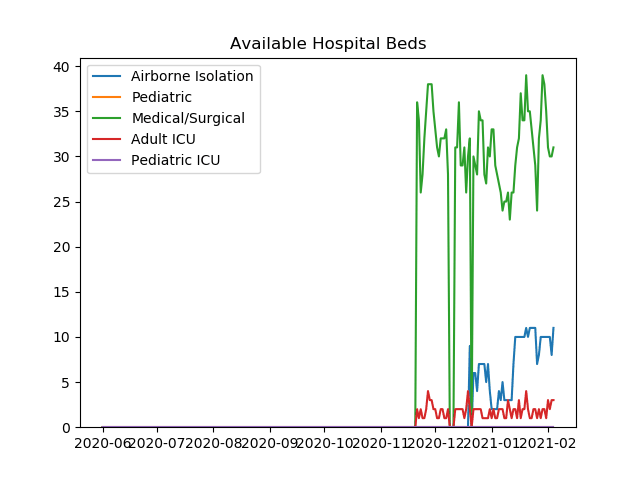 Available Hospital Beds
Airborne Isolation
Pediatric
Medical/Surgical
Adult ICU
Pediatric ICU
40
35
30
25
20
15
10
5
0
2020-06 2020-07 2020-08 2020-09 2020-10 2020-11 2020-12 2021-01 2021-02